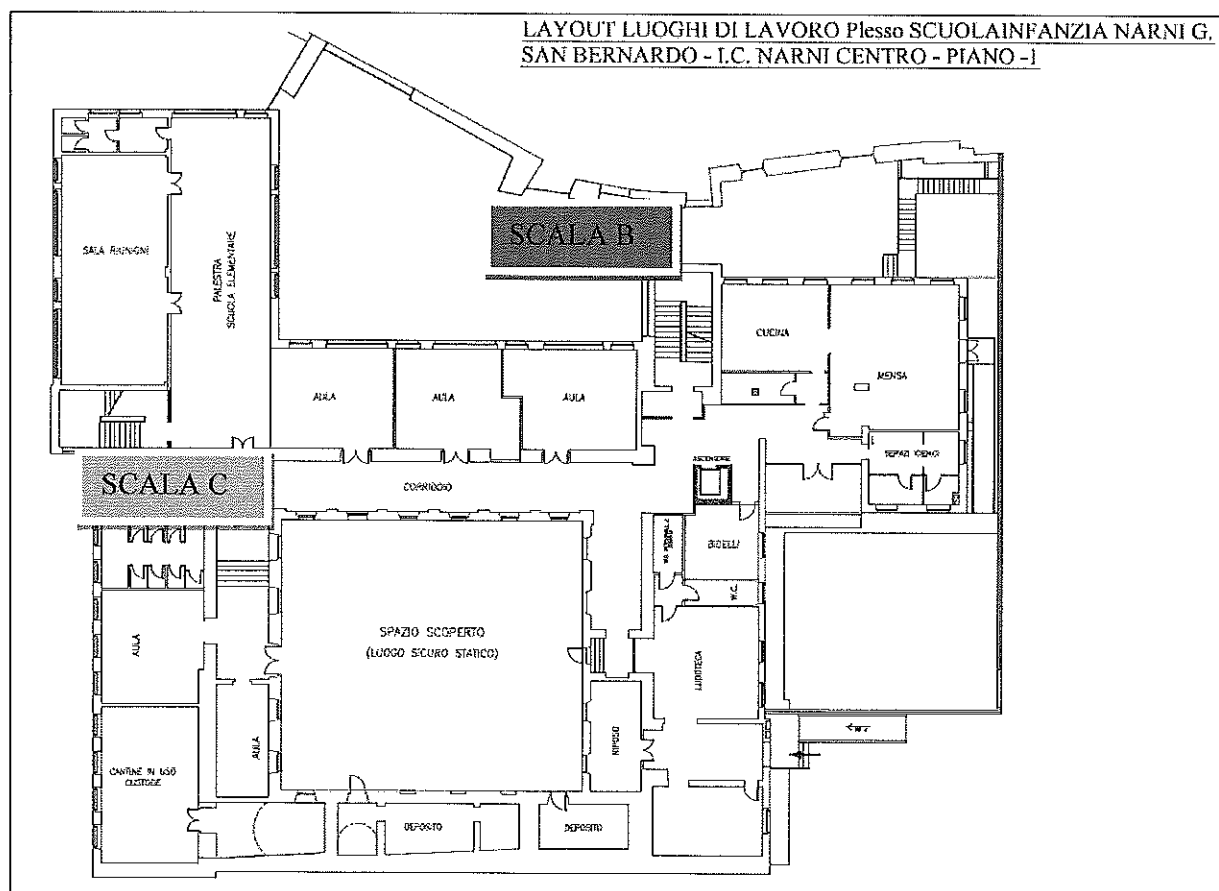 LAYOUT LUOGHI DI LAVORO Plesso SCUOLAINFANZIA NARNI G.
SAN BERNARDO - I.C. NARNI CENTRO - PIANO -1
SCALA B
SALA RIUNIONI
PALESTRA
SCUOLA ELEMENTARE
CUCINA
MENSA
AULA
AULA
AULA
SERVIZI IGIENICI
ASCENSORE
SCALA C
CORRIDOIO
BIDELLI
W.C.
AULA
SPAZIO SCOPERTO
(LUOGO SICURO STATICO)
LUDOTECA
RIPOSO
AULA
CANTINE IN USO
CUSTODE
DEPOSITO
DEPOSITO